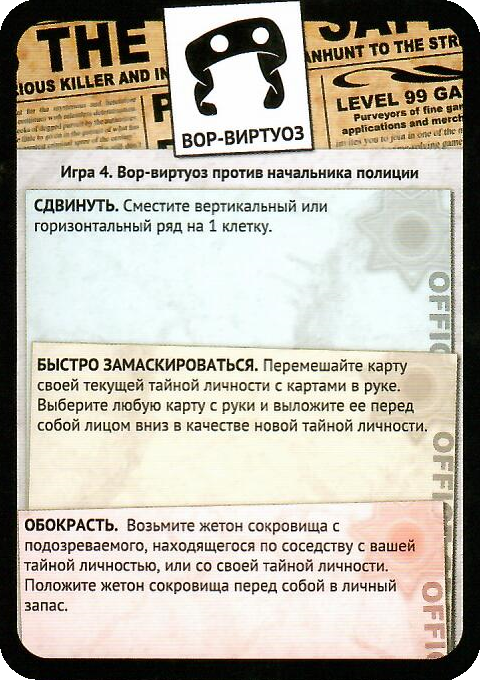 THE
MANHUNT TO THE STR
IOUS KILLER AND IN
LEVEL 99 GA
Purveyors of fine gam
applications and merch
ВОР-ВИРТУОЗ
Игра 4. Вор-виртуоз против начальника полиции
СДВИНУТЬ. Сместите вертикальный или
горизонтальный ряд на 1 клетку.
OFFIC
БЫСТРО ЗАМАСКИРОВАТЬСЯ. Перемешайте карту
своей текущей тайной личности с картами в руке.
Выберите любую карту с руки и выложите ее перед
собой лицом вниз в качестве новой тайной личности.
OFFIC
ОБОКРАСТЬ. Возьмите жетон сокровища с
подозреваемого, находящегося по соседству с вашей
тайной личностью, или со своей тайной личности.
Положите жетон сокровища перед собой в личный
запас.
OFFIC